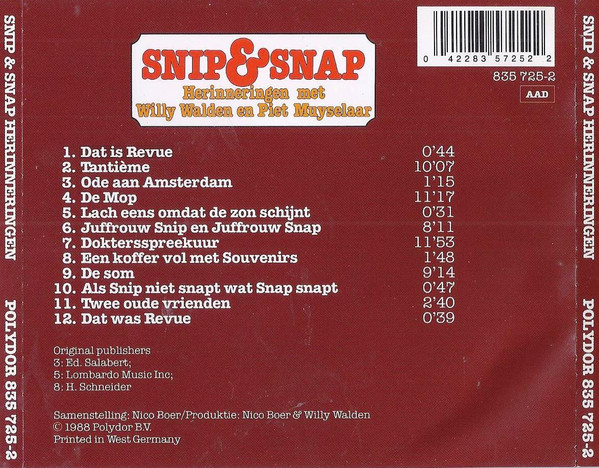 SNIP & SNAP HERINNERINGEN POLYDOR 835 725-2
SNIP&SNAP
Herinneringen met
Willy Walden en Piet Muyselaar
0 42283 57252 2
835 725-2
AAD
1. Dat is Revue 0'44
2. Tantième 10'07
3. Ode aan Amsterdam 1'15
4. De Mop 11'17
5. Lach eens omdat de zon schijnt 0'31
6. Juffrouw Snip en Juffrouw Snap 8'11
7. Doktersspreekuur 11'53
8. Een koffer vol met Souvenirs 1'48
9. De som 9'14
10. Als Snip niet snapt wat Snap snapt 0'47
11. Twee oude vrienden 2'40
12. Dat was Revue 0'39
Original publishers
3: Ed. Salabert;
5: Lombardo Music Inc;
8: H. Schneider
Samenstelling: Nico Boer/Produktie: Nico Boer & Willy Walden
© 1988 Polydor B.V.
Printed in West Germany
SNIP & SNAP HERINNERINGEN POLYDOR 835 725-2